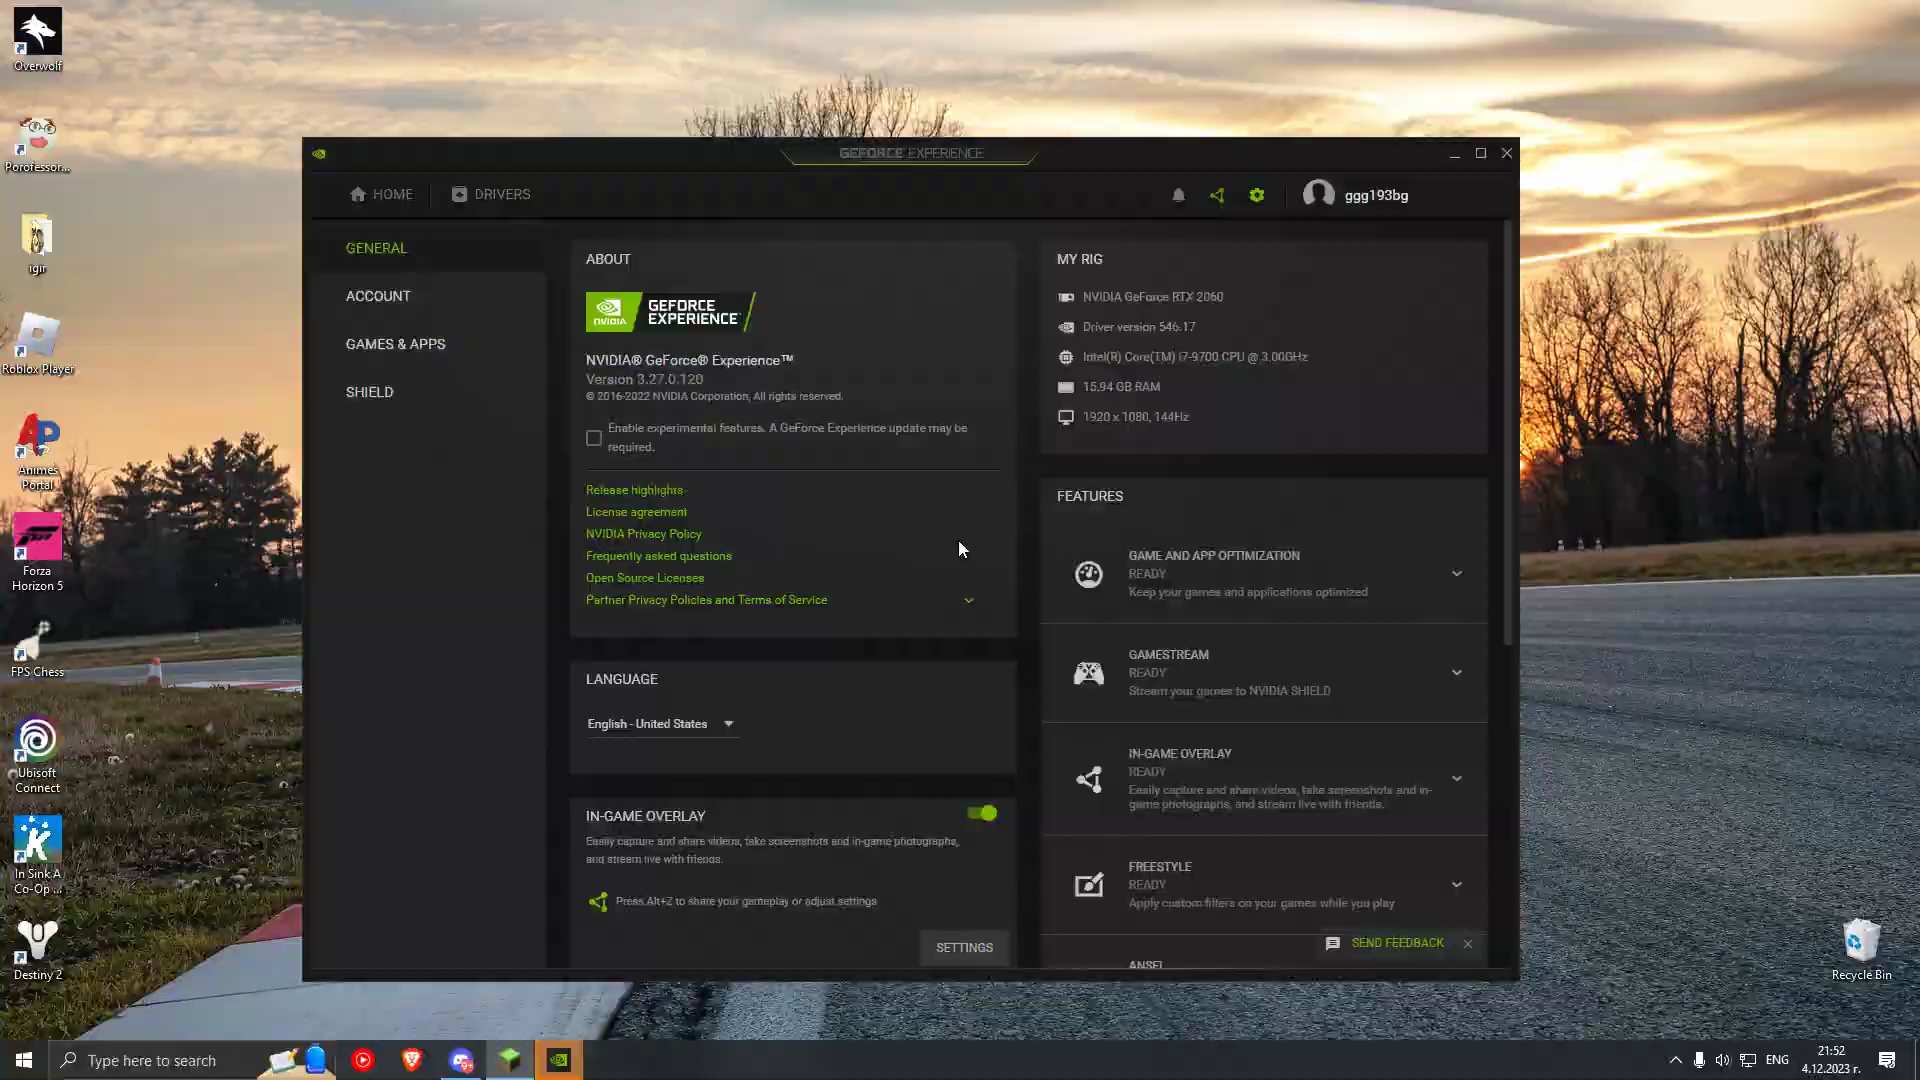 Overwolf
Porofessor...
igir
Roblox Player
Animes
Portal
Forza
Horizon 5
FPS Chess
Ubisoft
Connect
In Sink A
Co-Op ...
Destiny 2
GEFORCE EXPERIENCE
HOME
DRIVERS
ggg193bg
GENERAL
ACCOUNT
GAMES & APPS
SHIELD
ABOUT
NVIDIA
GEFORCE
EXPERIENCE
NVIDIA® GeForce® Experience™
Version 3.27.0.120
© 2016-2022 NVIDIA Corporation, All rights reserved.
Enable experimental features. A GeForce Experience update may be
required.
Release highlights
License agreement
NVIDIA Privacy Policy
Frequently asked questions
Open Source Licenses
Partner Privacy Policies and Terms of Service
LANGUAGE
English - United States
IN-GAME OVERLAY
Easily capture and share videos, take screenshots and in-game photographs,
and stream live with friends.
Press Alt+Z to share your gameplay or adjust settings
SETTINGS
MY RIG
NVIDIA GeForce RTX 2060
Driver version 546.17
Intel(R) Core(TM) i7-9700 CPU @ 3.00GHz
15.94 GB RAM
1920 x 1080, 144Hz
FEATURES
GAME AND APP OPTIMIZATION
READY
Keep your games and applications optimized
GAMESTREAM
READY
Stream your games to NVIDIA SHIELD
IN-GAME OVERLAY
READY
Easily capture and share videos, take screenshots and in-
game photographs, and stream live with friends.
FREESTYLE
READY
Apply custom filters on your games while you play
ANSEL
SEND FEEDBACK
Recycle Bin
Type here to search
ENG
21:52
4.12.2023 г.